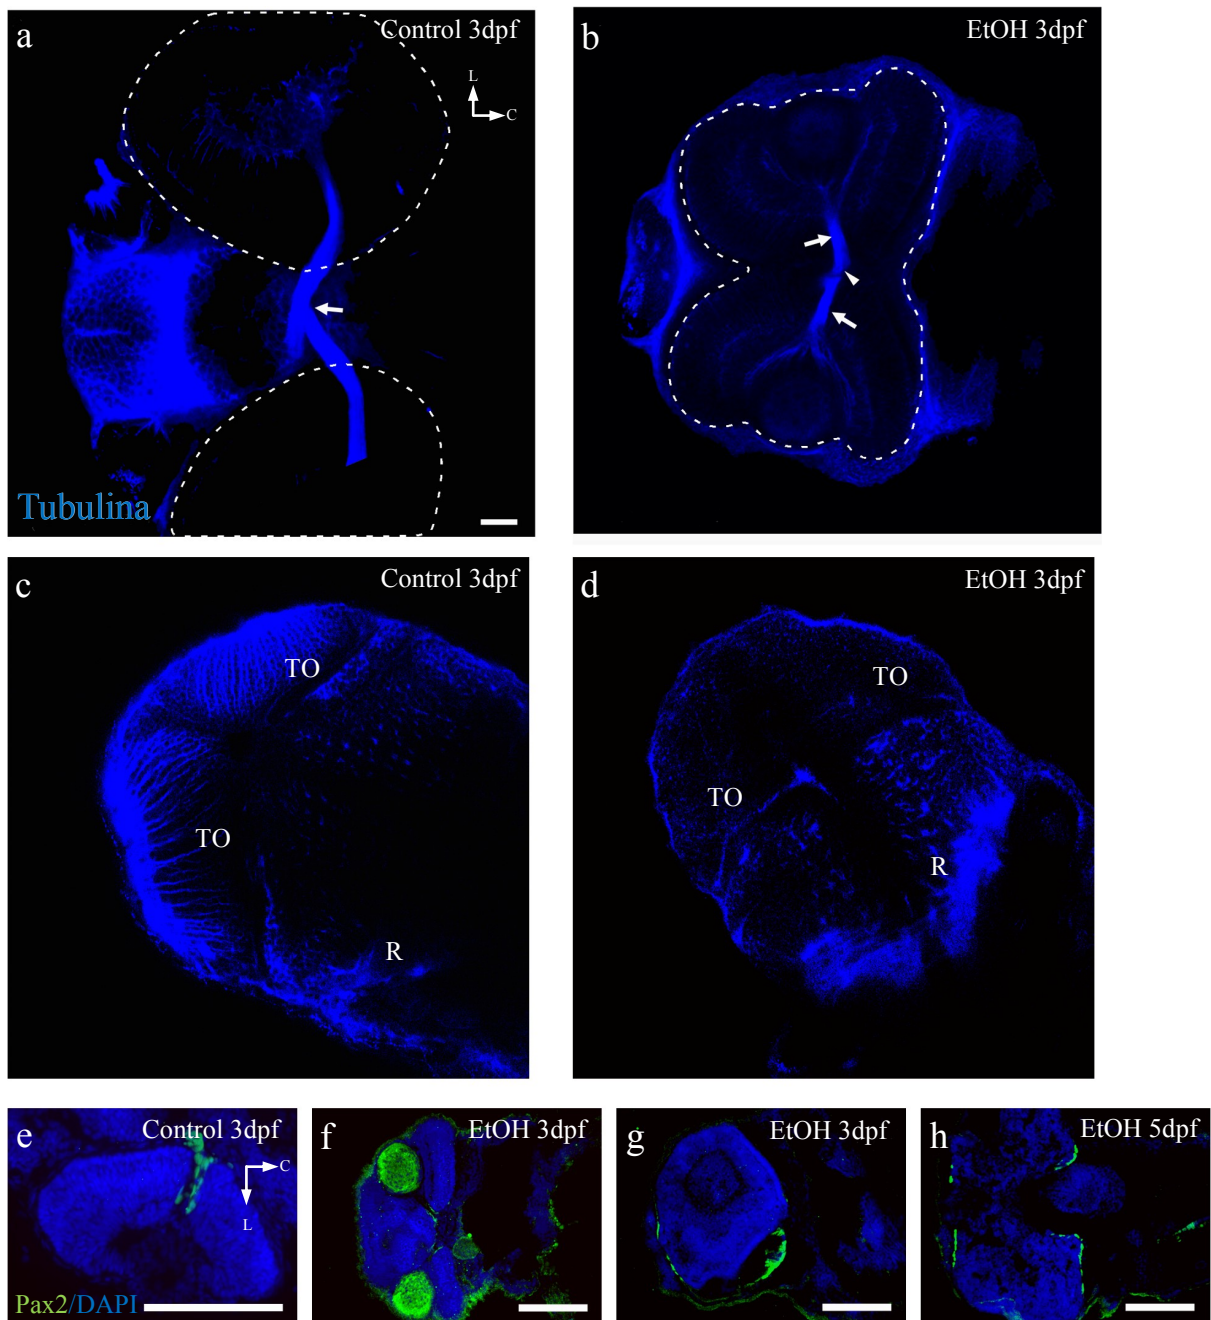 a
Control 3dpf
L
C
Tubulina
b
EtOH 3dpf
c
Control 3dpf
TO
TO
R
d
EtOH 3dpf
TO
TO
R
e
Control 3dpf
C
L
Pax2/DAPI
f
EtOH 3dpf
g
EtOH 3dpf
h
EtOH 5dpf